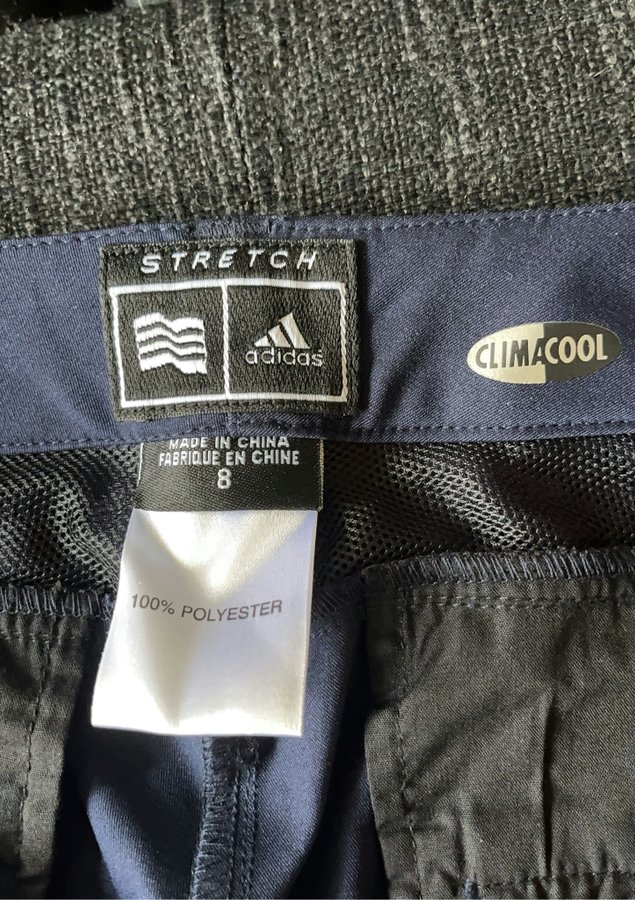 STRETCH
adidas
CLIMACOOL
MADE IN CHINA
FABRIQUE EN CHINE
8
100% POLYESTER